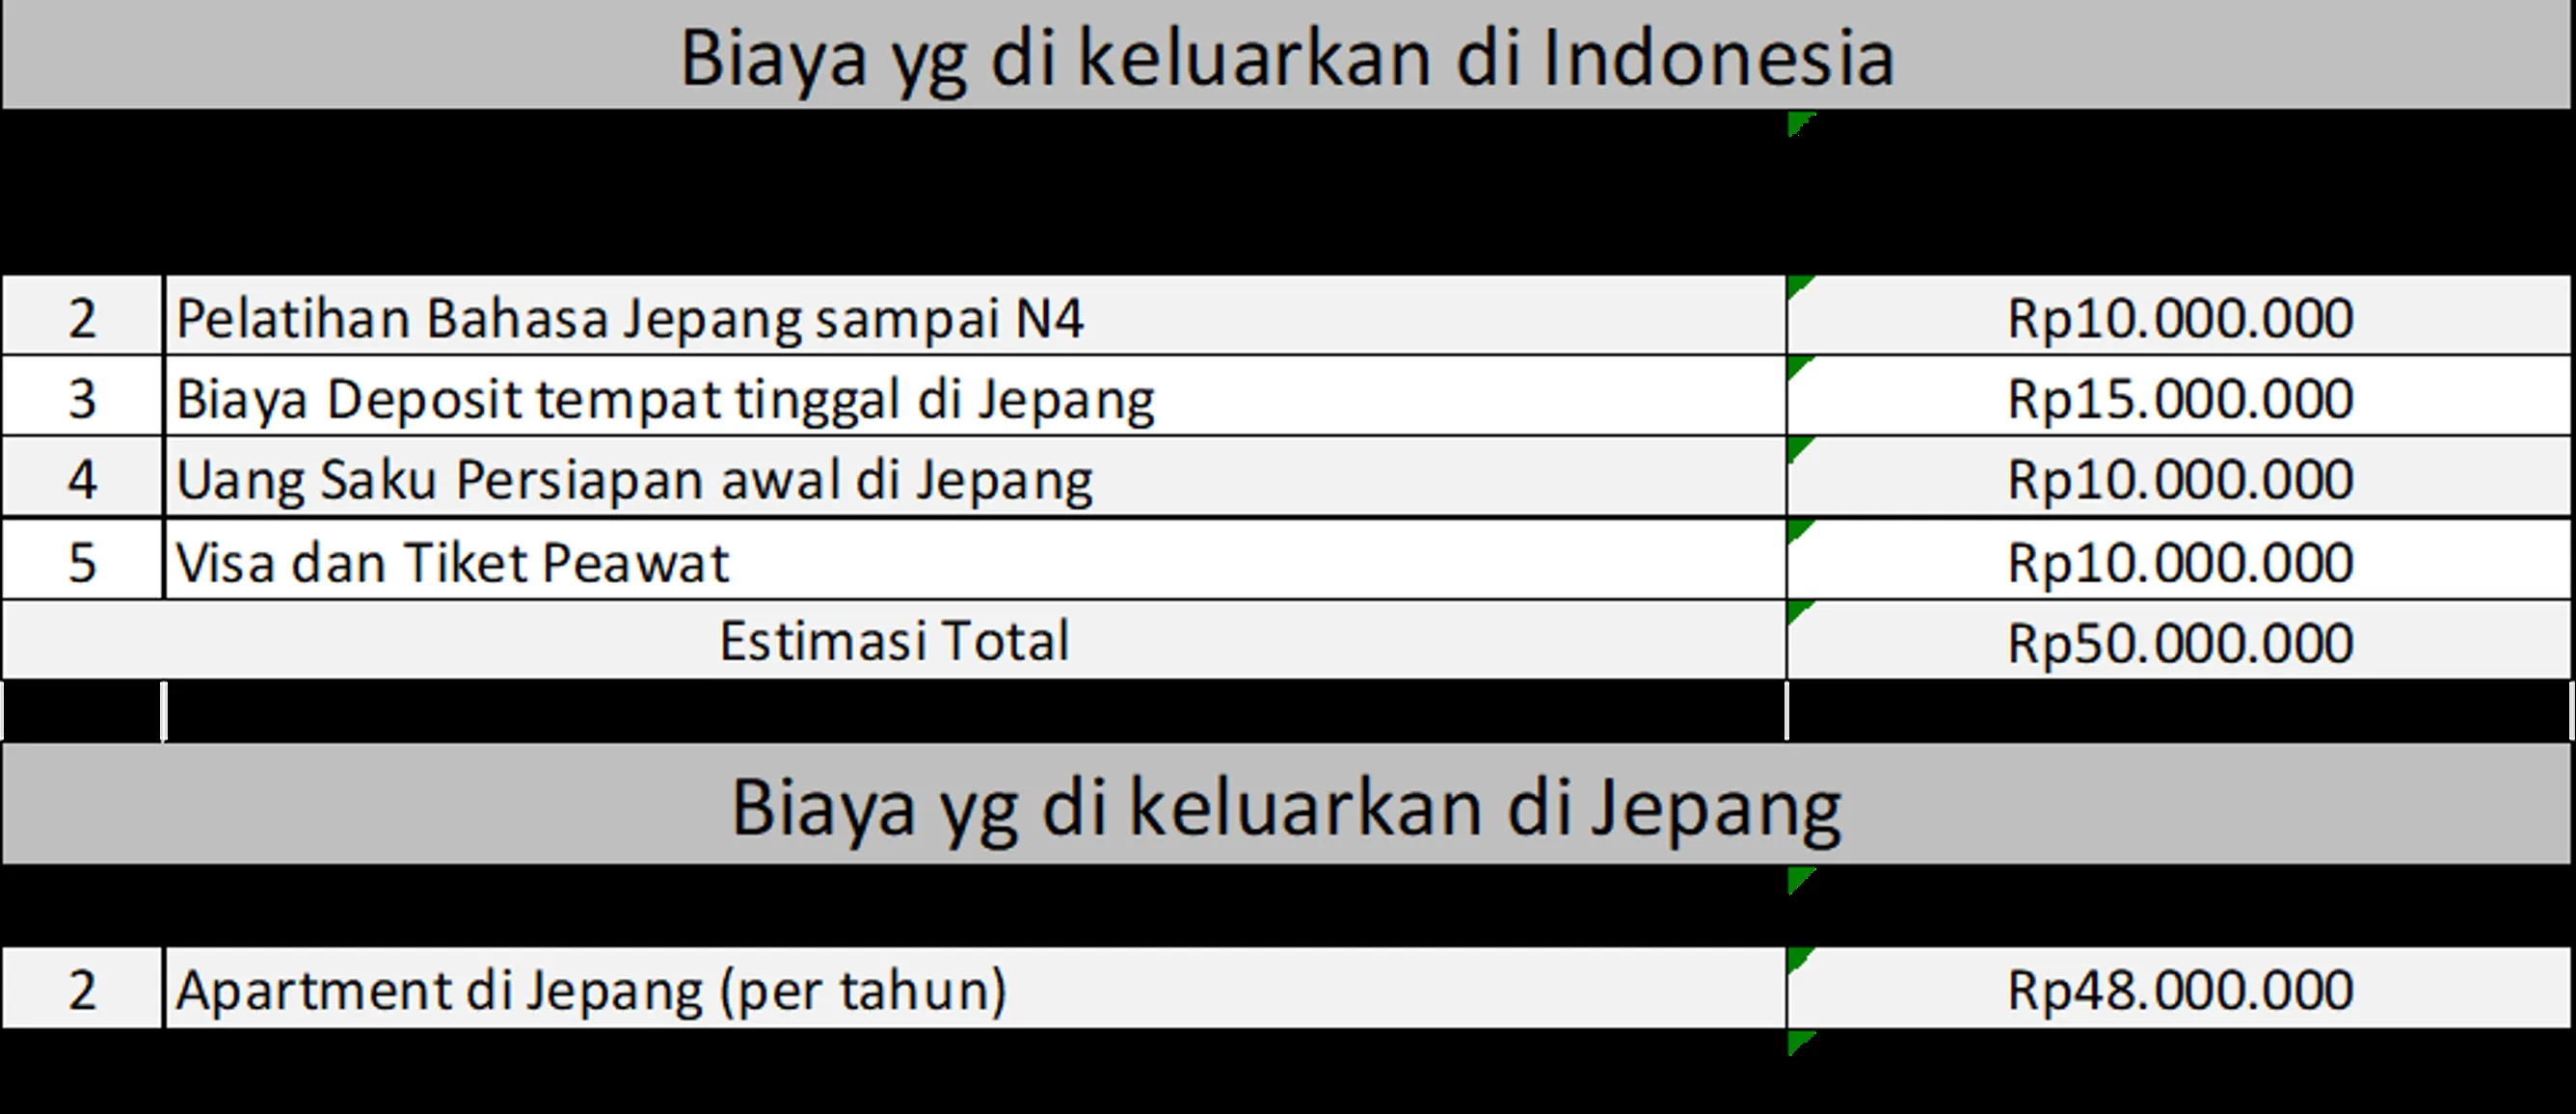 Biaya yg di keluarkan di Indonesia
2 Pelatihan Bahasa Jepang sampai N4 Rp10.000.000
3 Biaya Deposit tempat tinggal di Jepang Rp15.000.000
4 Uang Saku Persiapan awal di Jepang Rp10.000.000
5 Visa dan Tiket Peawat Rp10.000.000
Estimasi Total Rp50.000.000
Biaya yg di keluarkan di Jepang
2 Apartment di Jepang (per tahun) Rp48.000.000